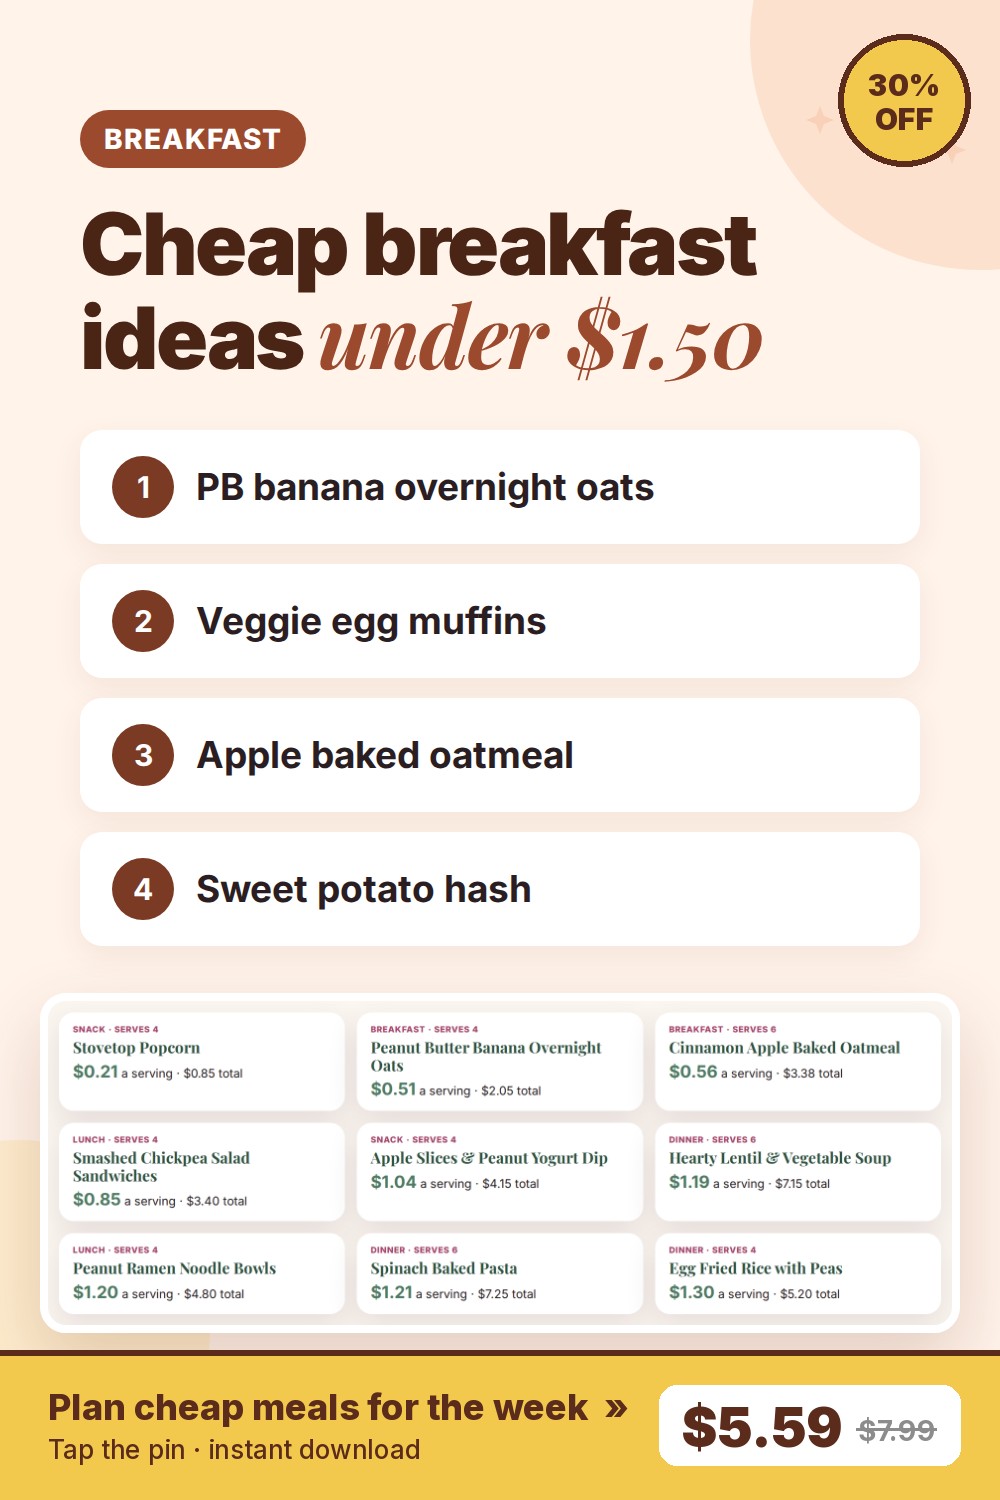 30%
OFF
BREAKFAST
Cheap breakfast
ideas under $1.50
1 PB banana overnight oats
2 Veggie egg muffins
3 Apple baked oatmeal
4 Sweet potato hash
SNACK · SERVES 4
Stovetop Popcorn
$0.21 a serving · $0.85 total
BREAKFAST · SERVES 4
Peanut Butter Banana Overnight
Oats
$0.51 a serving · $2.05 total
BREAKFAST · SERVES 6
Cinnamon Apple Baked Oatmeal
$0.56 a serving · $3.38 total
LUNCH · SERVES 4
Smashed Chickpea Salad
Sandwiches
$0.85 a serving · $3.40 total
SNACK · SERVES 4
Apple Slices & Peanut Yogurt Dip
$1.04 a serving · $4.15 total
DINNER · SERVES 6
Hearty Lentil & Vegetable Soup
$1.19 a serving · $7.15 total
LUNCH · SERVES 4
Peanut Ramen Noodle Bowls
$1.20 a serving · $4.80 total
DINNER · SERVES 6
Spinach Baked Pasta
$1.21 a serving · $7.25 total
DINNER · SERVES 4
Egg Fried Rice with Peas
$1.30 a serving · $5.20 total
Plan cheap meals for the week »
Tap the pin · instant download
$5.59 $7.99